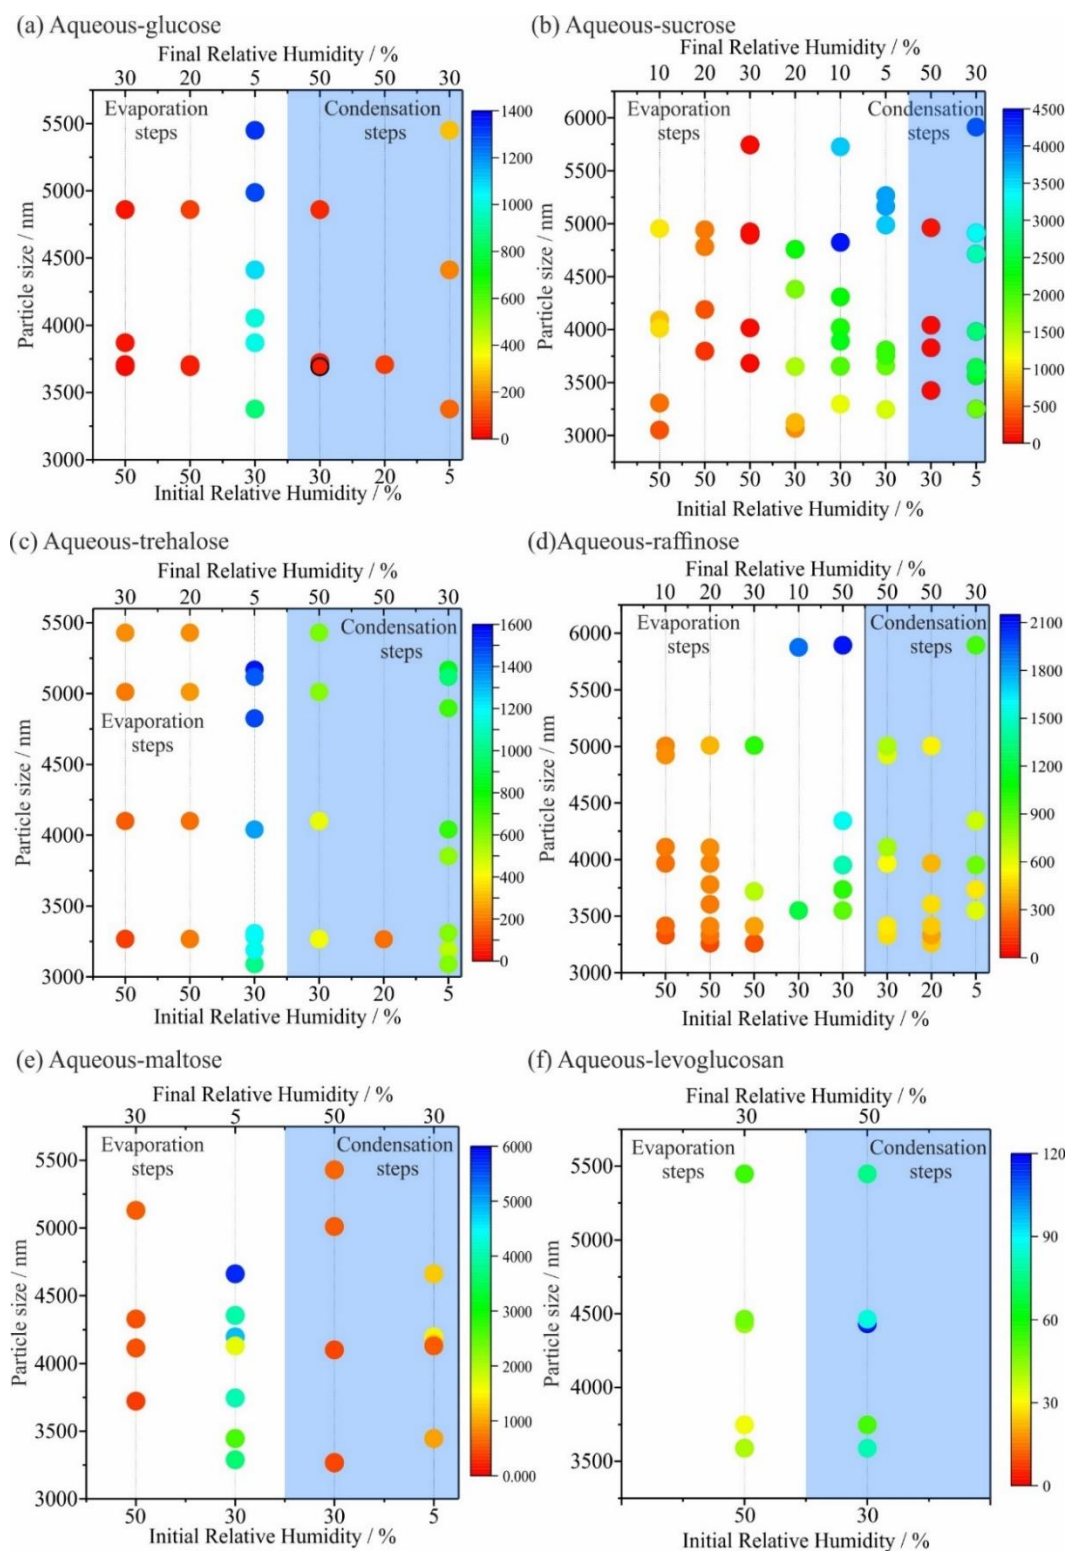 (a) Aqueous-glucose
Final Relative Humidity / %
30 20 5 50 50 30
Evaporation steps
Condensation steps
Particle size / nm
5500
5000
4500
4000
3500
3000
50 50 30 30 20 5
Initial Relative Humidity / %
1400
1200
1000
800
600
400
200
0
(b) Aqueous-sucrose
Final Relative Humidity / %
10 20 30 20 10 5 50 30
Evaporation steps
Condensation steps
Particle size / nm
6000
5500
5000
4500
4000
3500
3000
50 50 50 30 30 30 30 5
Initial Relative Humidity / %
4500
4000
3500
3000
2500
2000
1500
1000
500
0
(c) Aqueous-trehalose
Final Relative Humidity / %
30 20 5 50 50 30
Condensation steps
Evaporation steps
Particle size / nm
5500
5000
4000
3500
3000
50 50 30 30 20 5
Initial Relative Humidity / %
1600
1400
1200
1000
800
600
400
200
0
(d)Aqueous-raffinose
Final Relative Humidity / %
10 20 30 10 50 50 50 30
Evaporation steps
Condensation steps
Particle size / nm
6000
5000
4000
3500
3000
50 50 50 30 30 30 20 5
Initial Relative Humidity / %
2100
1800
1500
1200
900
600
300
0
(e) Aqueous-maltose
Final Relative Humidity / %
30 5 50 30
Evaporation steps
Condensation steps
Particle size / nm
5500
5000
4500
4000
3500
3000
50 30 30 5
Initial Relative Humidity / %
6000
5000
4000
3000
2000
1000
0.000
(f) Aqueous-levoglucosan
Final Relative Humidity / %
30 50
Evaporation steps
Condensation steps
Particle size / nm
5500
5000
4500
4000
3500
50 30
Initial Relative Humidity / %
120
90
60
30
0